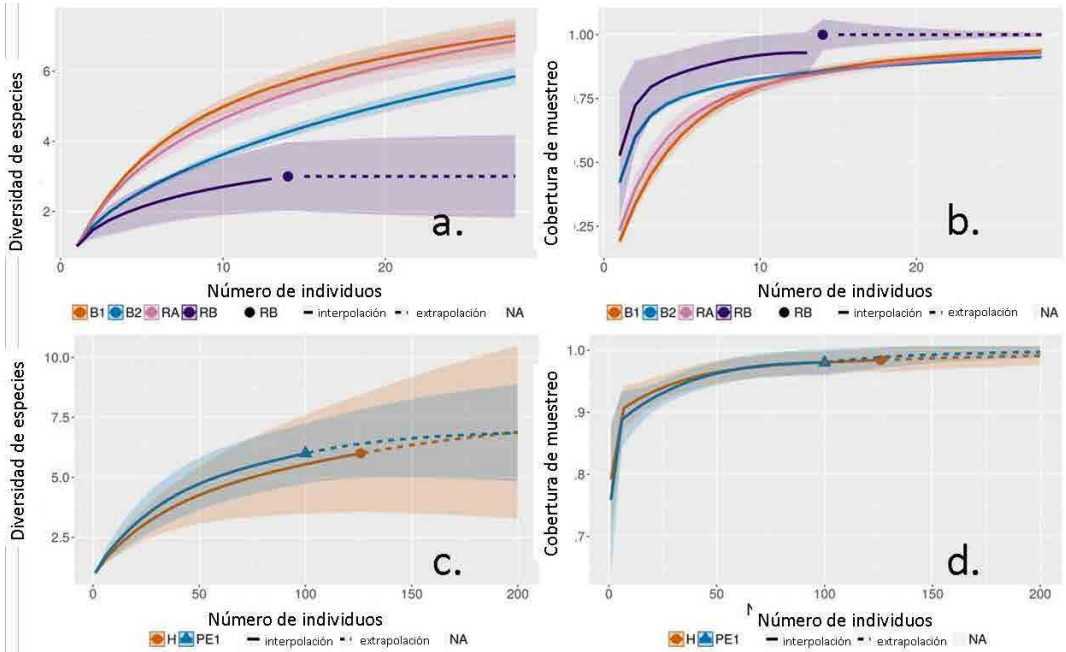 Diversidad de especies
6
4
2
0
10
20
a.
Número de individuos
B1 B2 RA RB RB interpolación extrapolación NA
Cobertura de muestreo
1.00
0.75
0.50
.25
0
10
20
b.
Número de individuos
B1 B2 RA RB RB interpolación extrapolación NA
Diversidad de especies
10.0
7.5
5.0
2.5
0
50
100
150
200
c.
Número de individuos
H PE1 interpolación extrapolación NA
Cobertura de muestreo
1.0
.9
.8
.7
0
50
100
150
200
d.
Número de individuos
H PE1 interpolación extrapolación NA